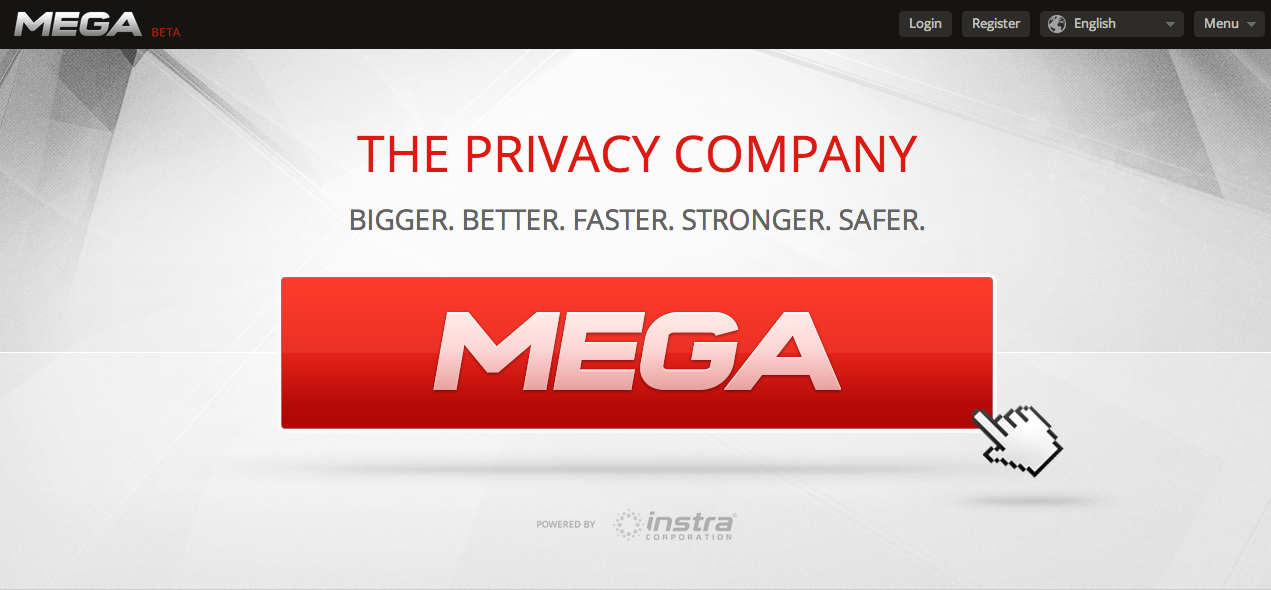 MEGA BETA
Login Register English Menu
THE PRIVACY COMPANY
BIGGER. BETTER. FASTER. STRONGER. SAFER.
MEGA
POWERED BY instra®
CORPORATION